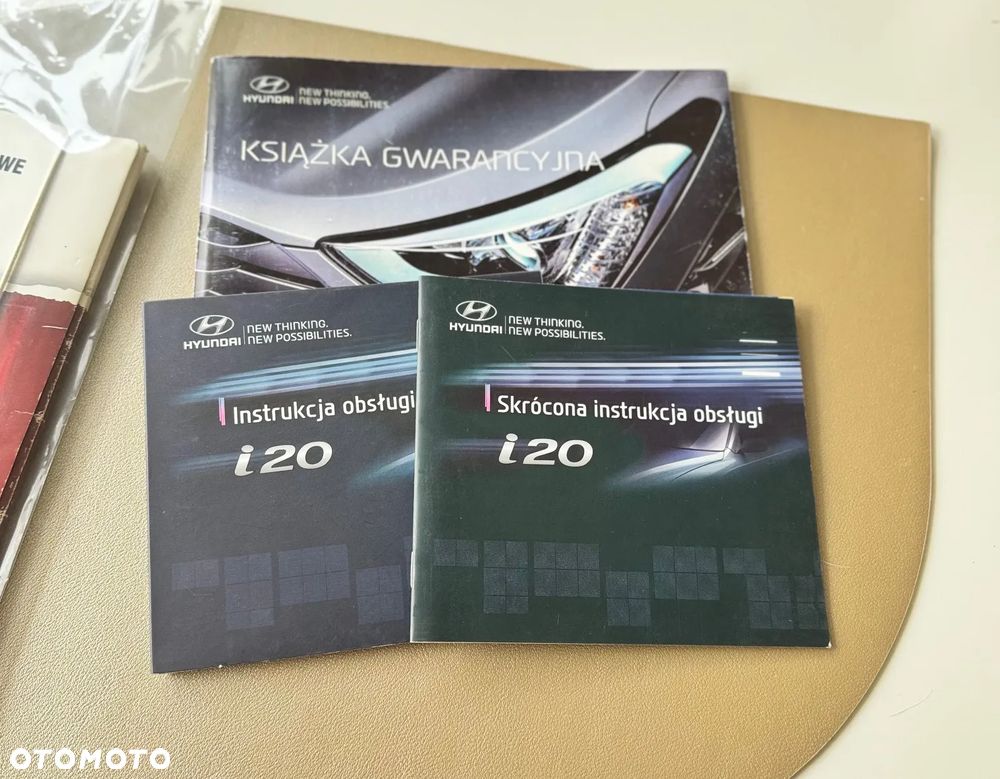 WE
HYUNDAI
NEW THINKING.
NEW POSSIBILITIES.
KSIĄŻKA GWARANCYJNA
HYUNDAI
NEW THINKING.
NEW POSSIBILITIES.
Instrukcja obsługi
i20
HYUNDAI
NEW THINKING.
NEW POSSIBILITIES.
Skrócona instrukcja obsługi
i20
OTOMOTO